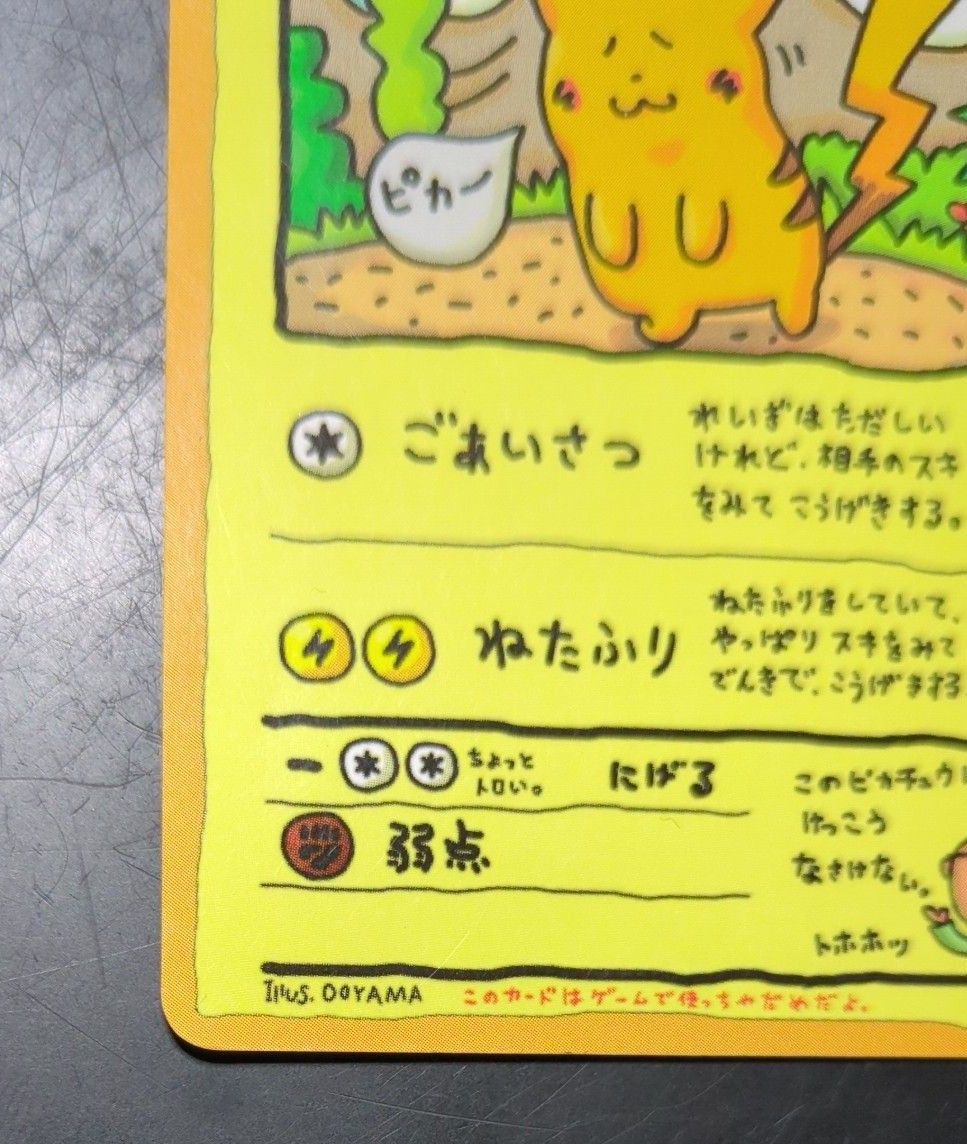 ピカー
ごあいさつ
れいぎは ただしい
けれど、相手のスキ
をみて こうげきする。
ねたふり
ねたふりをしていて、
やっぱり スキをみて
でんきで、こうげきする
ー
ちょっと
トロい。
にげる
弱点
このピカチュウ
けっこう
なさけない。
トホホッ
Illus. OOYAMA
このカードはゲームで使っちゃだめだよ。